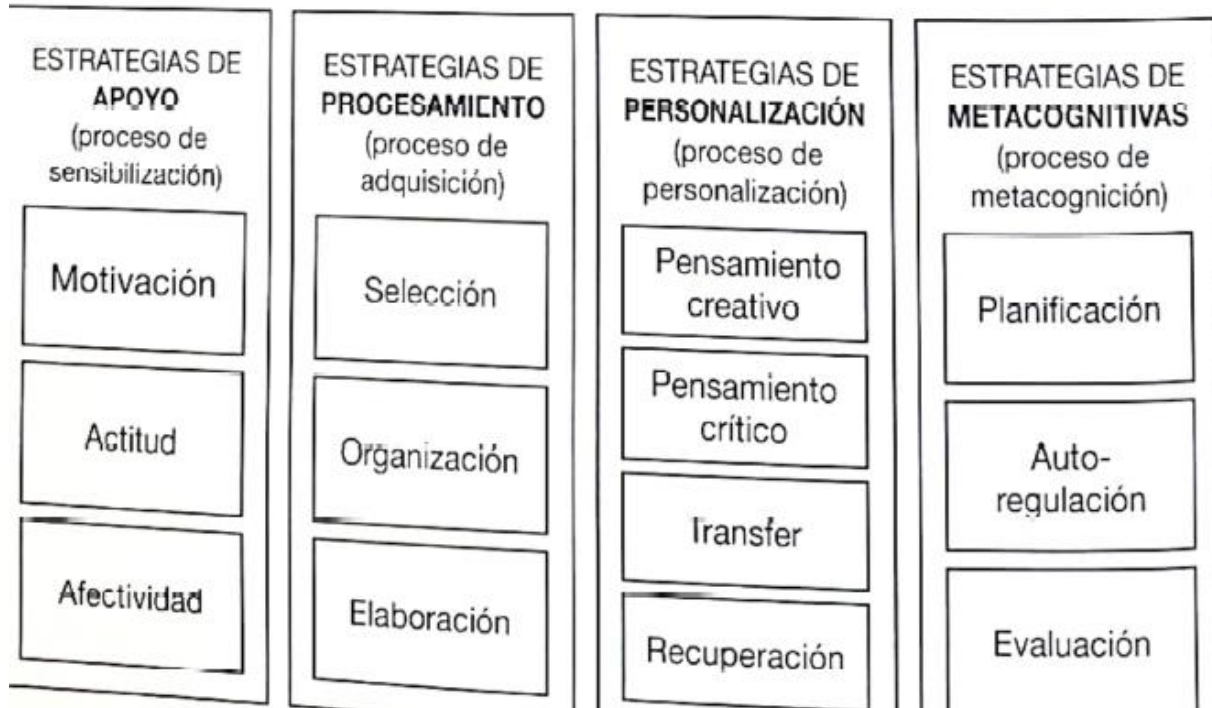 ESTRATEGIAS DE
APOYO
(proceso de
sensibilización)
Motivación
Actitud
Afectividad
ESTRATEGIAS DE
PROCESAMIENTO
(proceso de
adquisición)
Selección
Organización
Elaboración
ESTRATEGIAS DE
PERSONALIZACIÓN
(proceso de
personalización)
Pensamiento
creativo
Pensamiento
crítico
Transfer
Recuperación
ESTRATEGIAS DE
METACOGNITIVAS
(proceso de
metacognición)
Planificación
Auto-
regulación
Evaluación